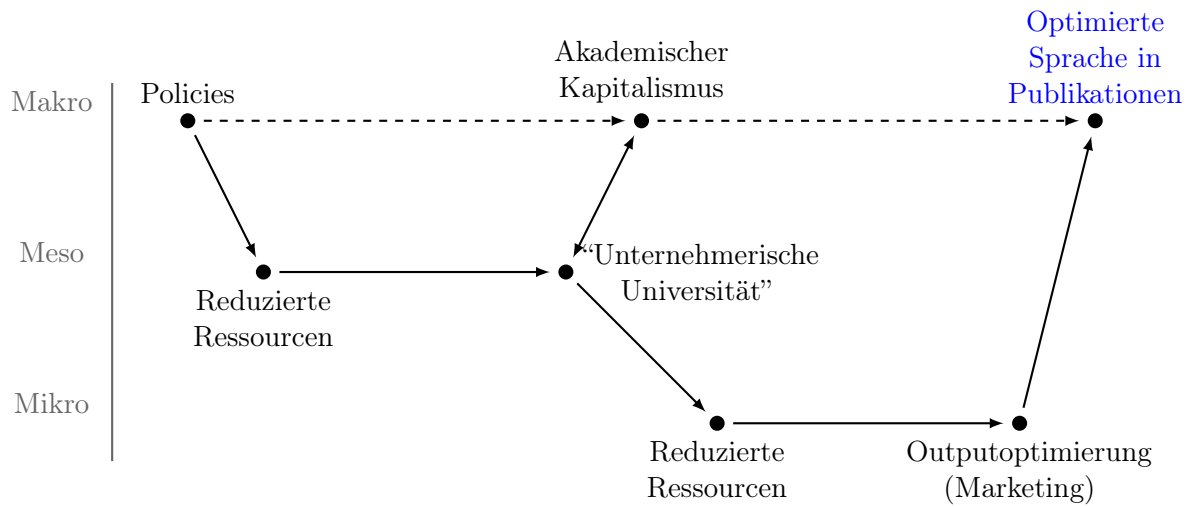 Optimierte
Sprache in
Publikationen
Akademischer
Kapitalismus
Policies
Makro
Meso
“Unternehmerische
Universität”
Reduzierte
Ressourcen
Mikro
Reduzierte
Ressourcen
Outputoptimierung
(Marketing)